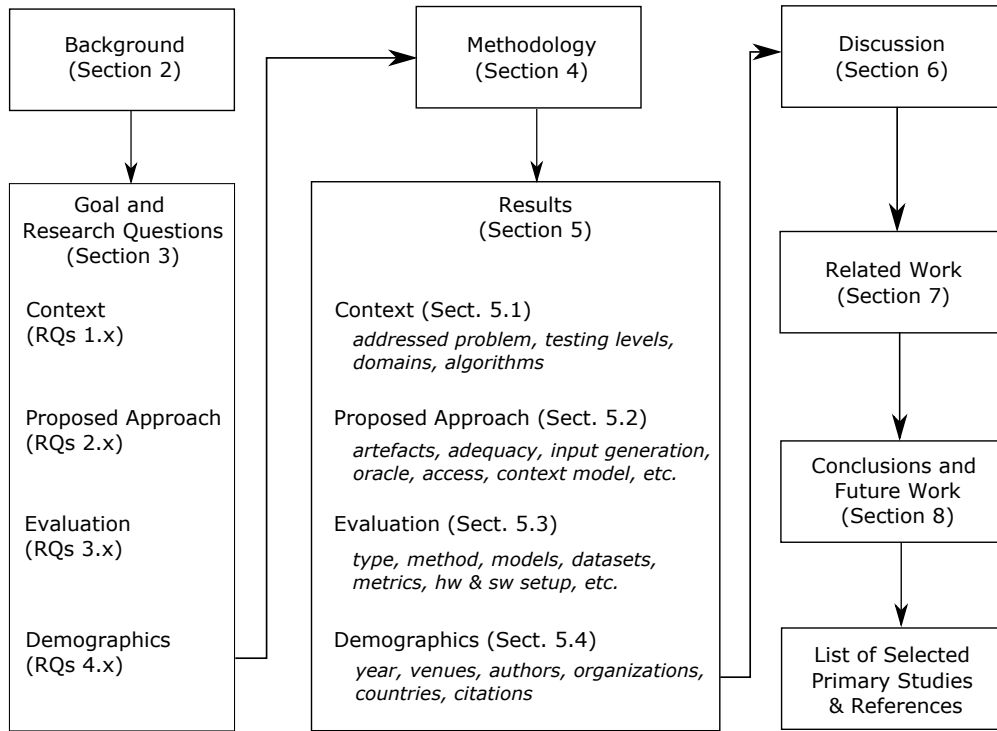 Background
(Section 2)
Goal and
Research Questions
(Section 3)
Context
(RQs 1.x)
Proposed Approach
(RQs 2.x)
Evaluation
(RQs 3.x)
Demographics
(RQs 4.x)
Methodology
(Section 4)
Results
(Section 5)
Context (Sect. 5.1)
addressed problem, testing levels,
domains, algorithms
Proposed Approach (Sect. 5.2)
artefacts, adequacy, input generation,
oracle, access, context model, etc.
Evaluation (Sect. 5.3)
type, method, models, datasets,
metrics, hw & sw setup, etc.
Demographics (Sect. 5.4)
year, venues, authors, organizations,
countries, citations
Discussion
(Section 6)
Related Work
(Section 7)
Conclusions and
Future Work
(Section 8)
List of Selected
Primary Studies
& References